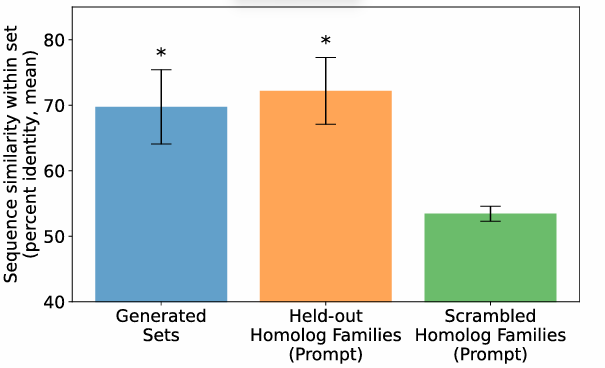 Sequence similarity within set
(percent identity, mean)
80
70
60
50
40
*
*
Generated
Sets
Held-out
Homolog Families
(Prompt)
Scrambled
Homolog Families
(Prompt)